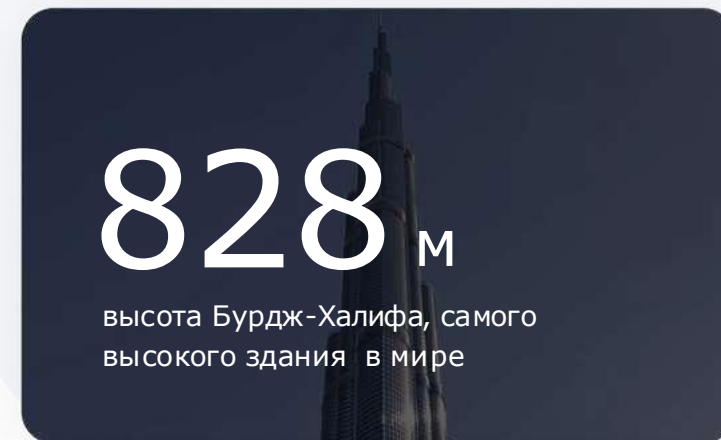 828 м
высота Бурдж-Халифа, самого
высокого здания в мире